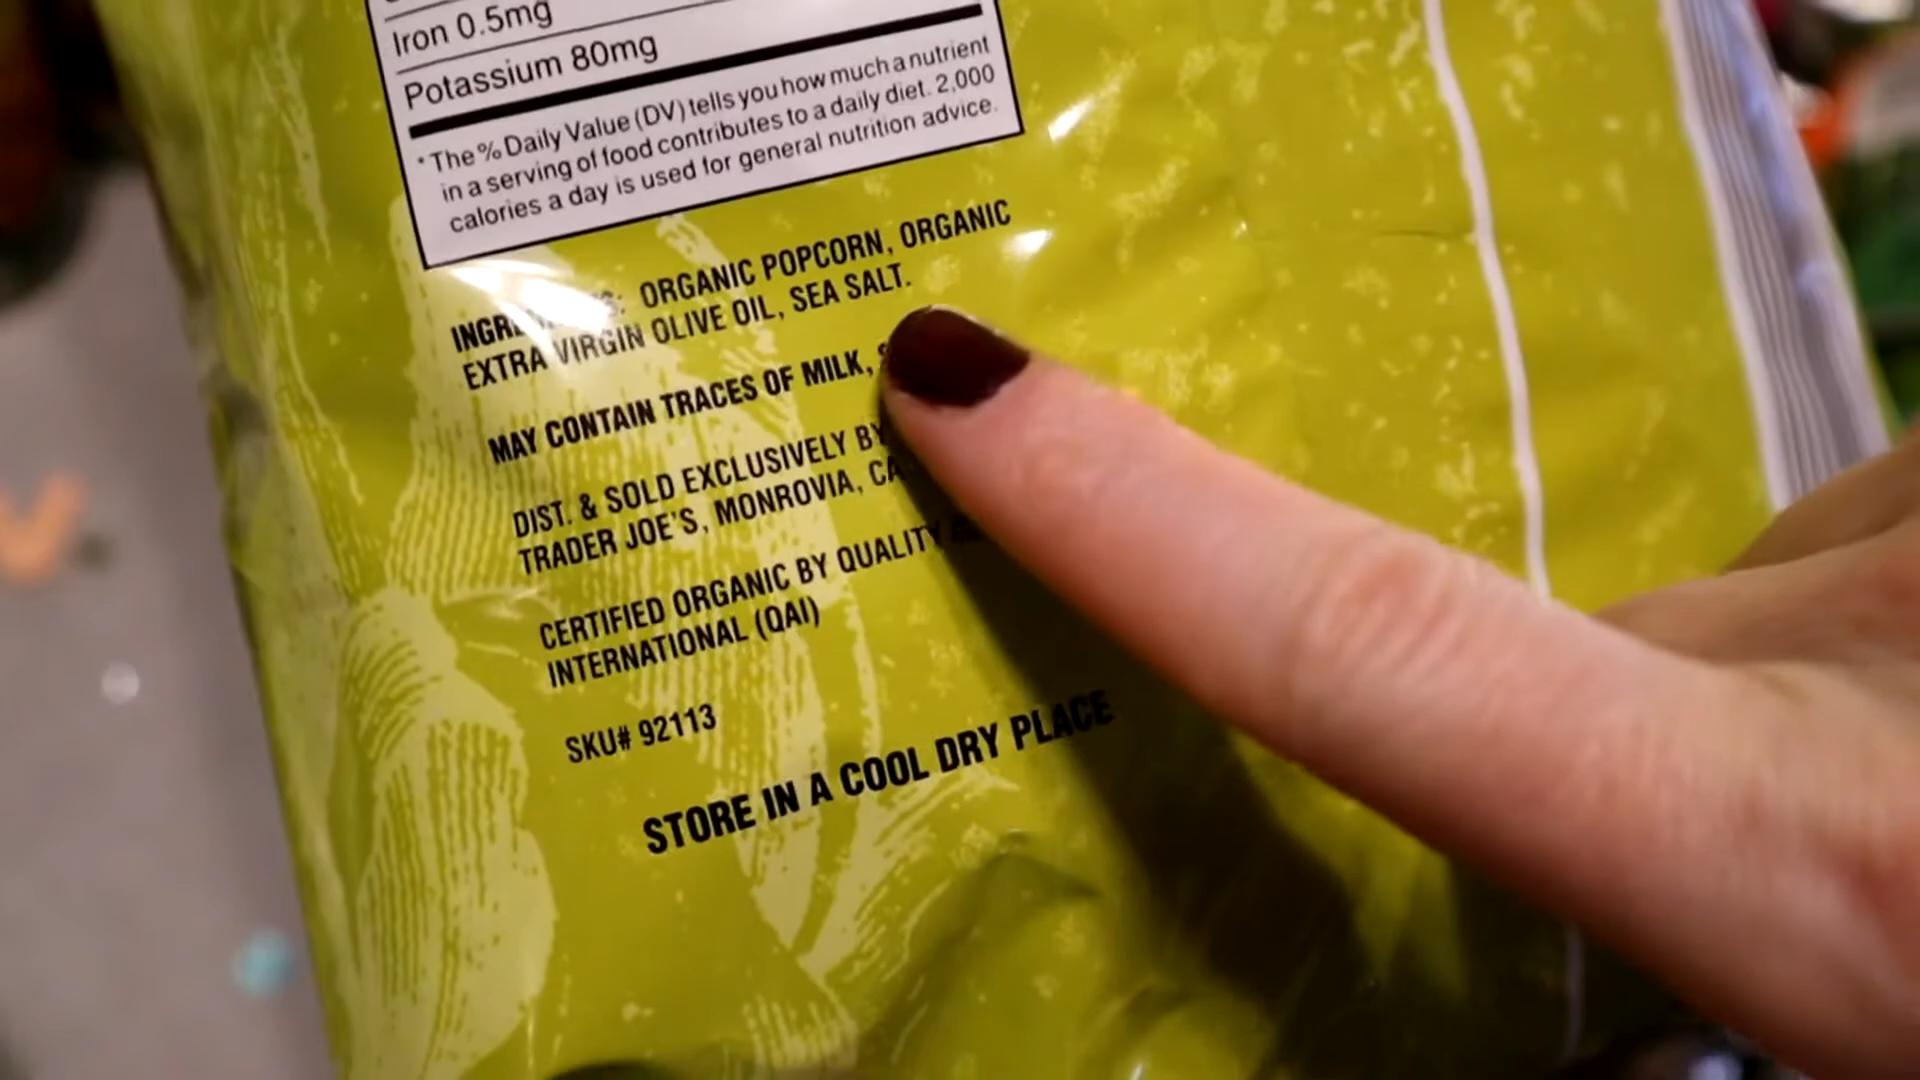 Iron 0.5mg
Potassium 80mg
* The % Daily Value (DV) tells you how much a nutrient
in a serving of food contributes to a daily diet. 2,000
calories a day is used for general nutrition advice.
ORGANIC POPCORN, ORGANIC
EXTRA VIRGIN OLIVE OIL, SEA SALT.
MAY CONTAIN TRACES OF MILK,
DIST. & SOLD EXCLUSIVELY BY
TRADER JOE'S, MONROVIA, CA
CERTIFIED ORGANIC BY QUALITY
INTERNATIONAL (QAI)
SKU# 92113
STORE IN A COOL DRY PLACE